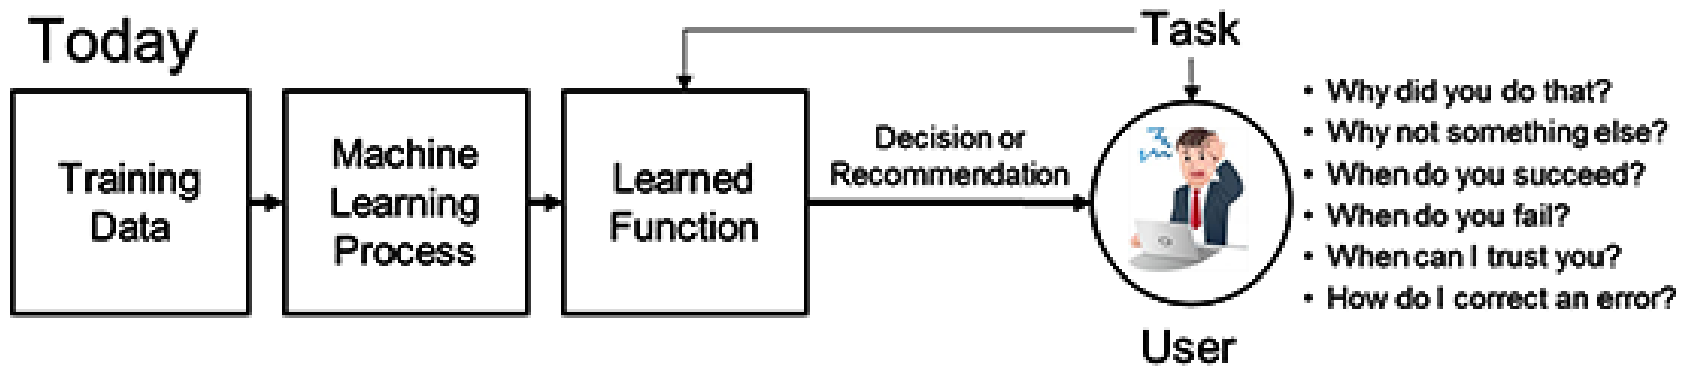 Today
Task
Training
Data
Machine
Learning
Process
Learned
Function
Decision or
Recommendation
• Why did you do that?
• Why not something else?
• When do you succeed?
• When do you fail?
• When can I trust you?
• How do I correct an error?
User